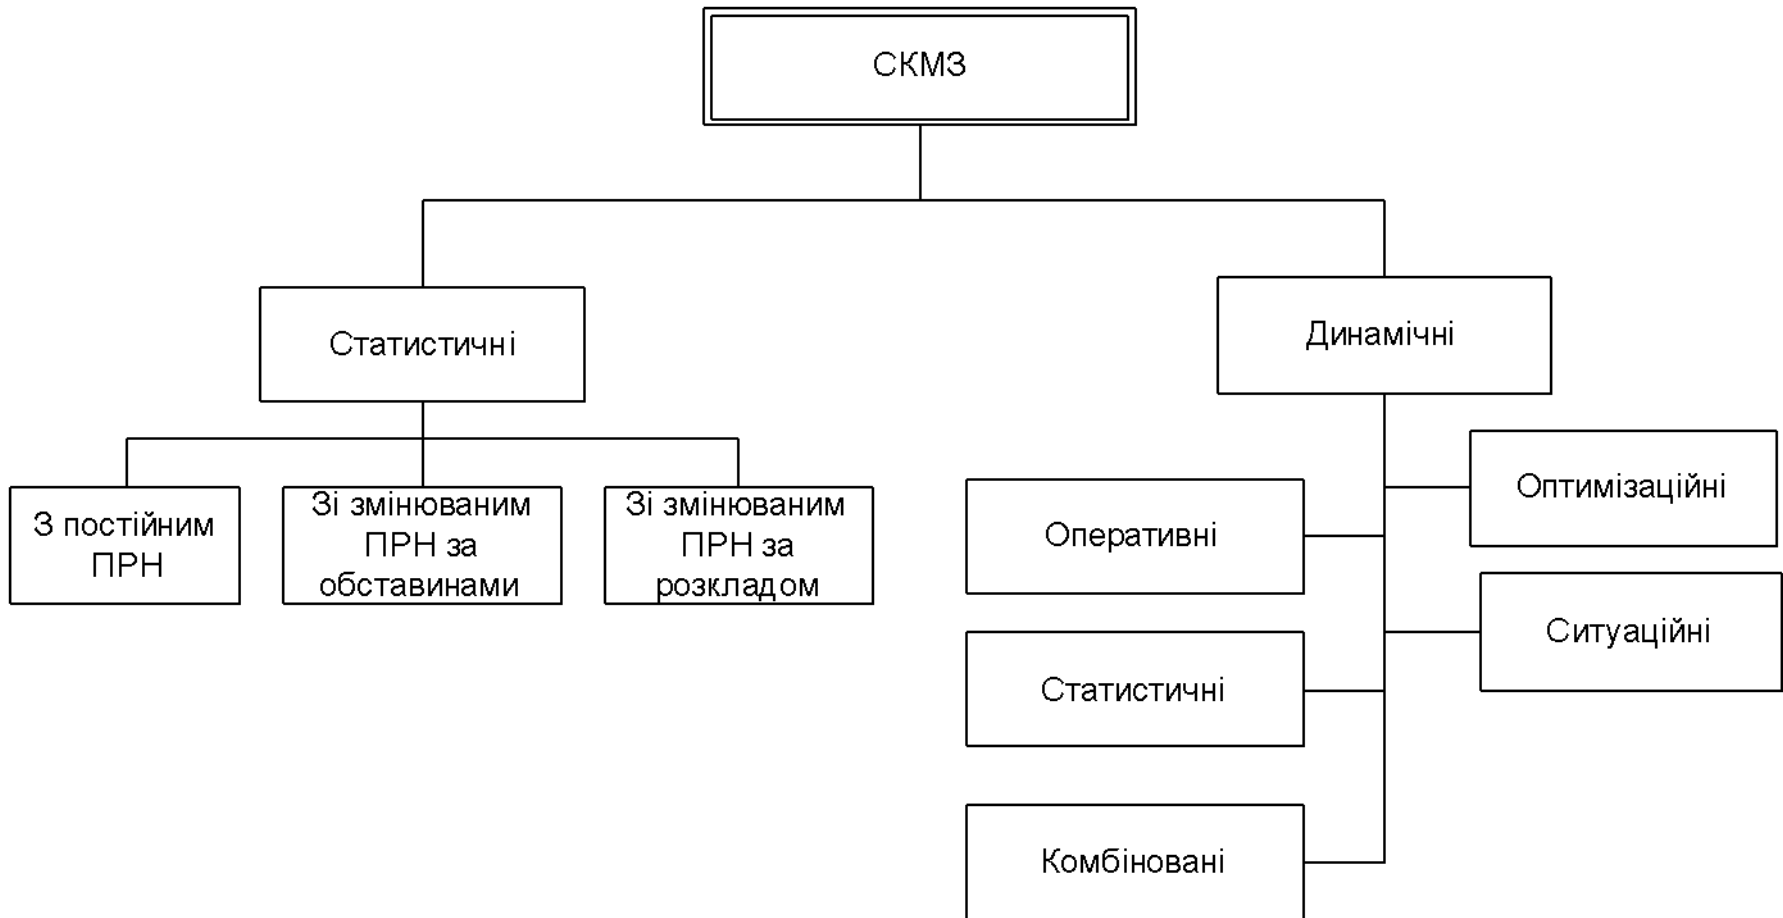 СКМЗ
Статистичні
Динамічні
З постійним
ПРН
Зі змінюваним
ПРН за
обставинами
Зі змінюваним
ПРН за
розкладом
Оперативні
Статистичні
Комбіновані
Оптимізаційні
Ситуаційні